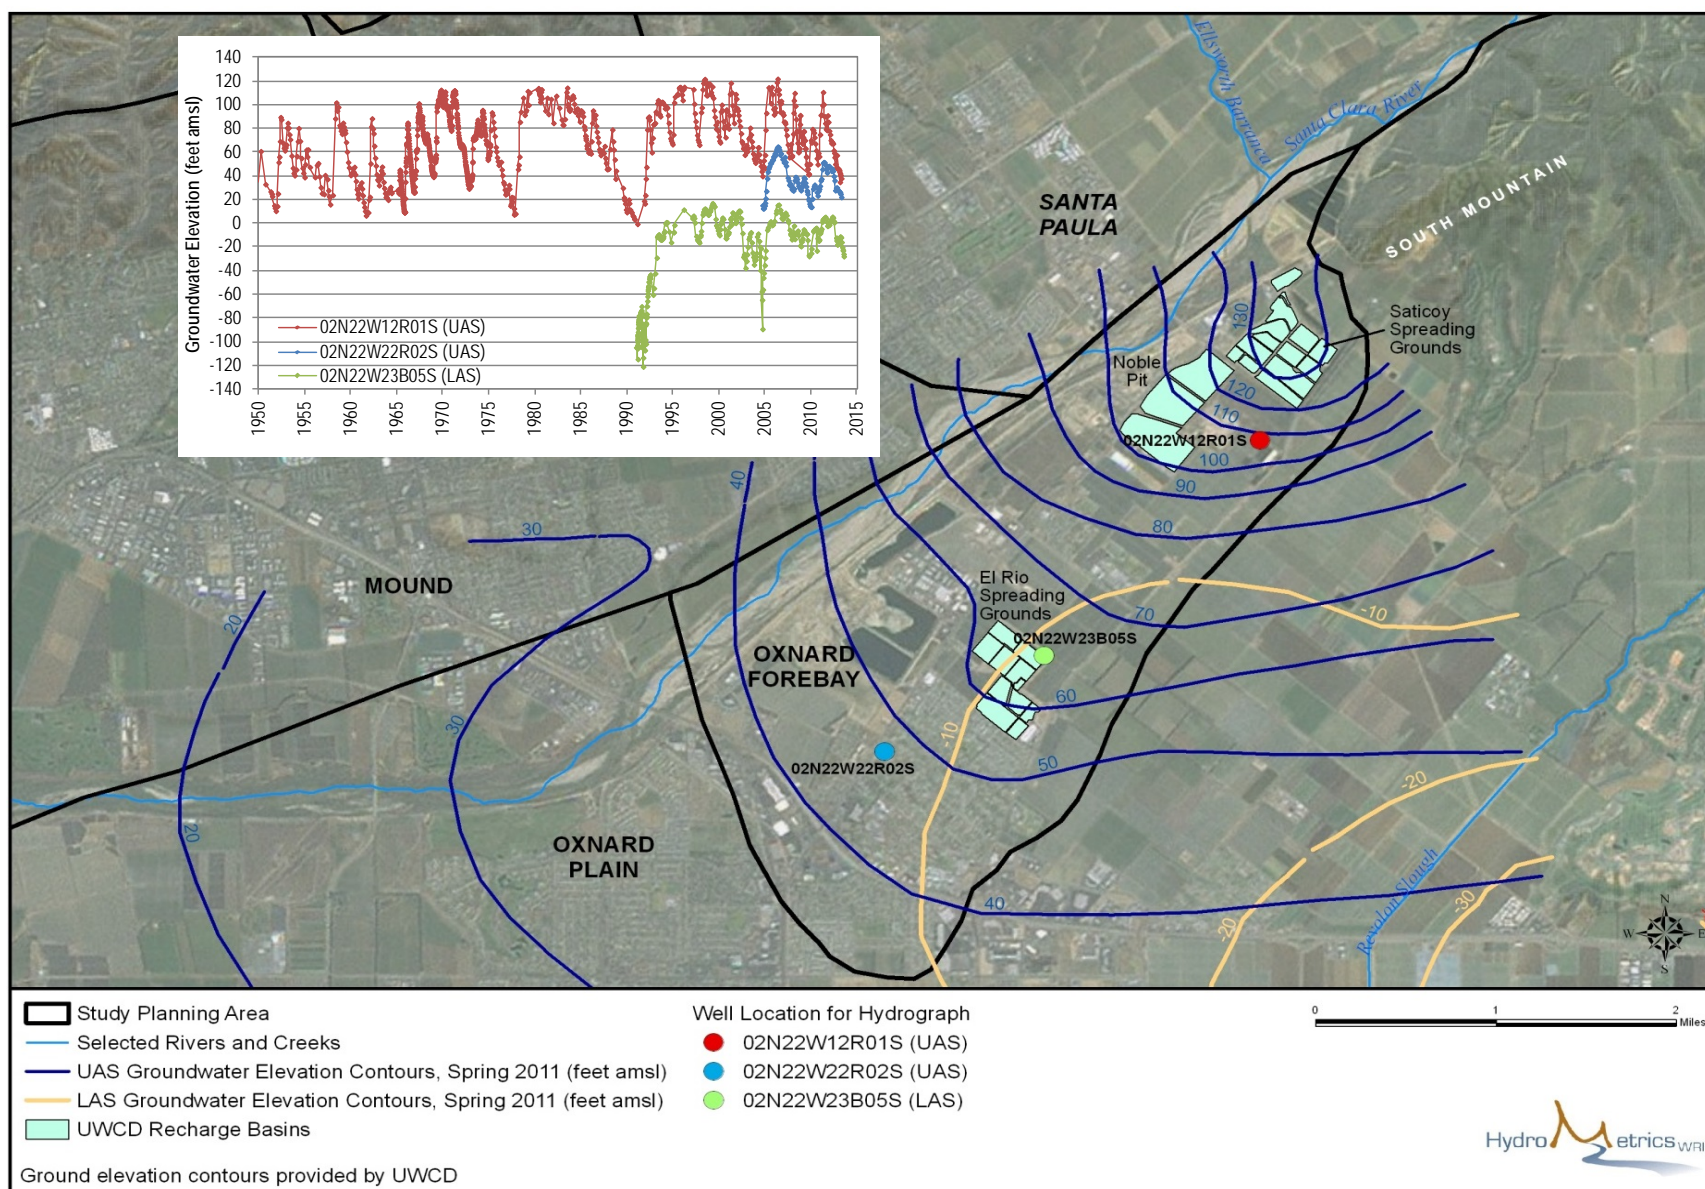 140
120
100
80
60
40
20
0
-20
-40
-60
-80
-100
-120
-140
Groundwater Elevation (feet amsl)
02N22W12R01S (UAS)
02N22W22R02S (UAS)
02N22W23B05S (LAS)
1950
1955
1960
1965
1970
1975
1980
1985
1990
1995
2000
2005
2010
2015
Ellsworth Barranca
Santa Clara River
SANTA
PAULA
SOUTH MOUNTAIN
Saticoy
Spreading
Grounds
Noble
Pit
130
120
110
02N22W12R01S
100
90
80
40
30
MOUND
El Rio
Spreading
Grounds
70
-10
20
02N22W23B05S
OXNARD
FOREBAY
60
30
-10
50
02N22W22R02S
-20
20
OXNARD
PLAIN
40
-20
-30
Revolon Slough
N
W
E
S
Study Planning Area
Selected Rivers and Creeks
UAS Groundwater Elevation Contours, Spring 2011 (feet amsl)
LAS Groundwater Elevation Contours, Spring 2011 (feet amsl)
UWCD Recharge Basins
Ground elevation contours provided by UWCD
Well Location for Hydrograph
02N22W12R01S (UAS)
02N22W22R02S (UAS)
02N22W23B05S (LAS)
0 1 2
Miles
HydroMetrics WRI